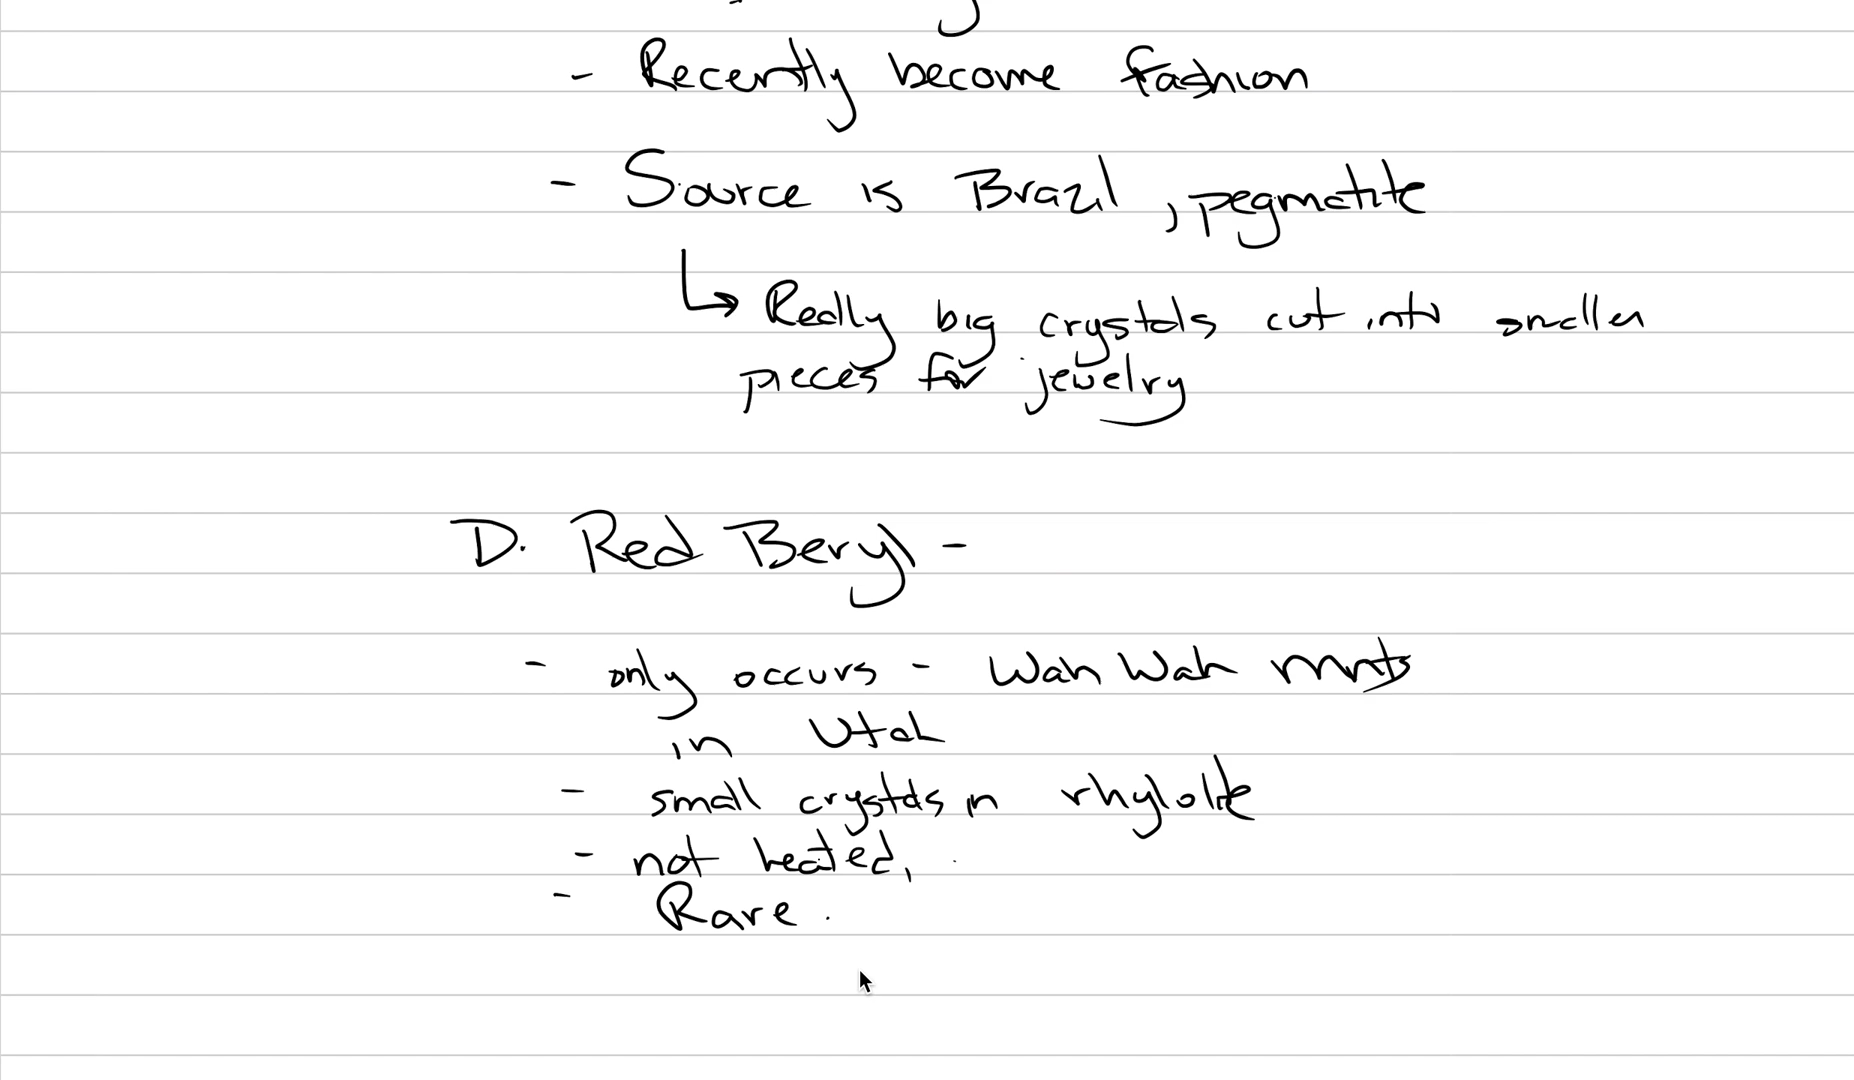 - Recently become fashion
- Source is Brazil, pegmatite
↳ Really big crystals cut into smaller
pieces for jewelry
D. Red Beryl -
- only occurs - Wah Wah Mnts
in Utah
- small crystals in rhylolite
- not heated,
- Rare.